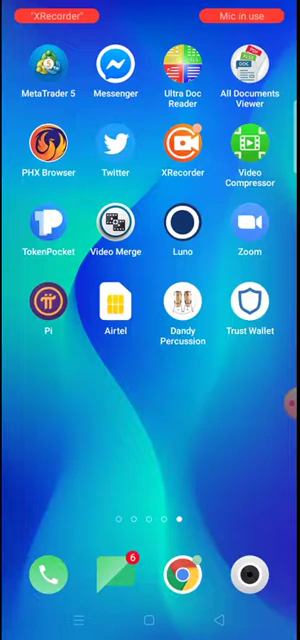 "XRecorder"
Mic in use
MetaTrader 5
Messenger
Ultra Doc
Reader
All Documents
Viewer
PHX Browser
Twitter
XRecorder
Video
Compressor
TokenPocket
Video Merge
Luno
Zoom
Pi
Airtel
Dandy
Percussion
Trust Wallet
6